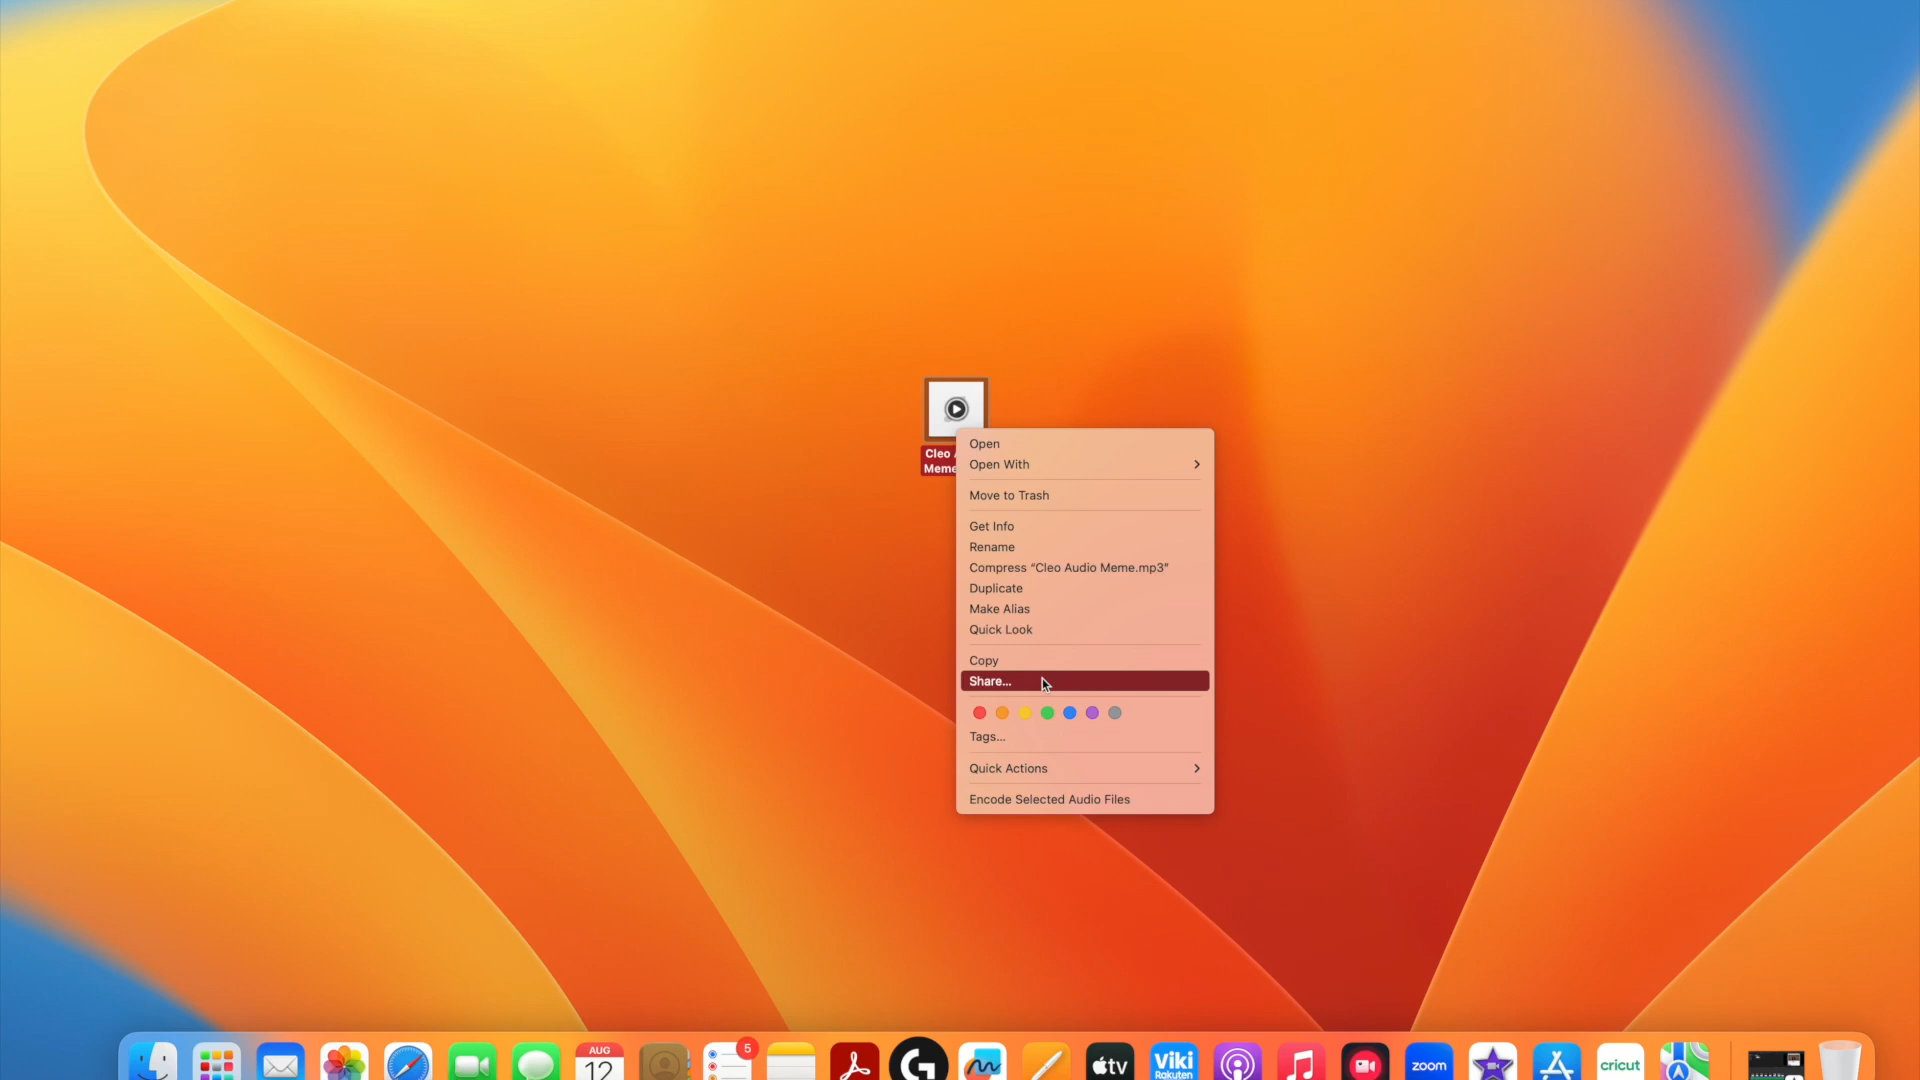 Cleo
Meme
Open
Open With
Move to Trash
Get Info
Rename
Compress “Cleo Audio Meme.mp3”
Duplicate
Make Alias
Quick Look
Copy
Share...
Tags...
Quick Actions
Encode Selected Audio Files
AUG
12
5
tv
Viki
Rakuten
zoom
cricut